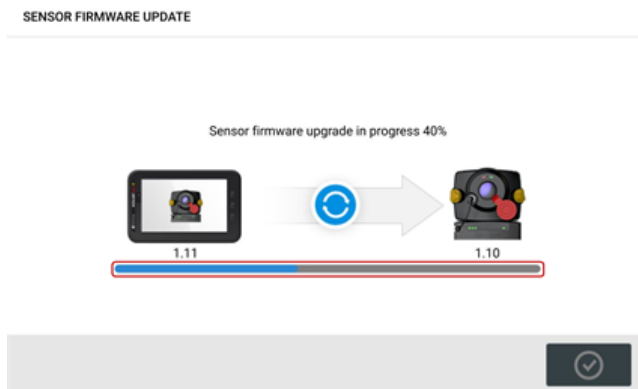 SENSOR FIRMWARE UPDATE
Sensor firmware upgrade in progress 40%
1.11
1.10